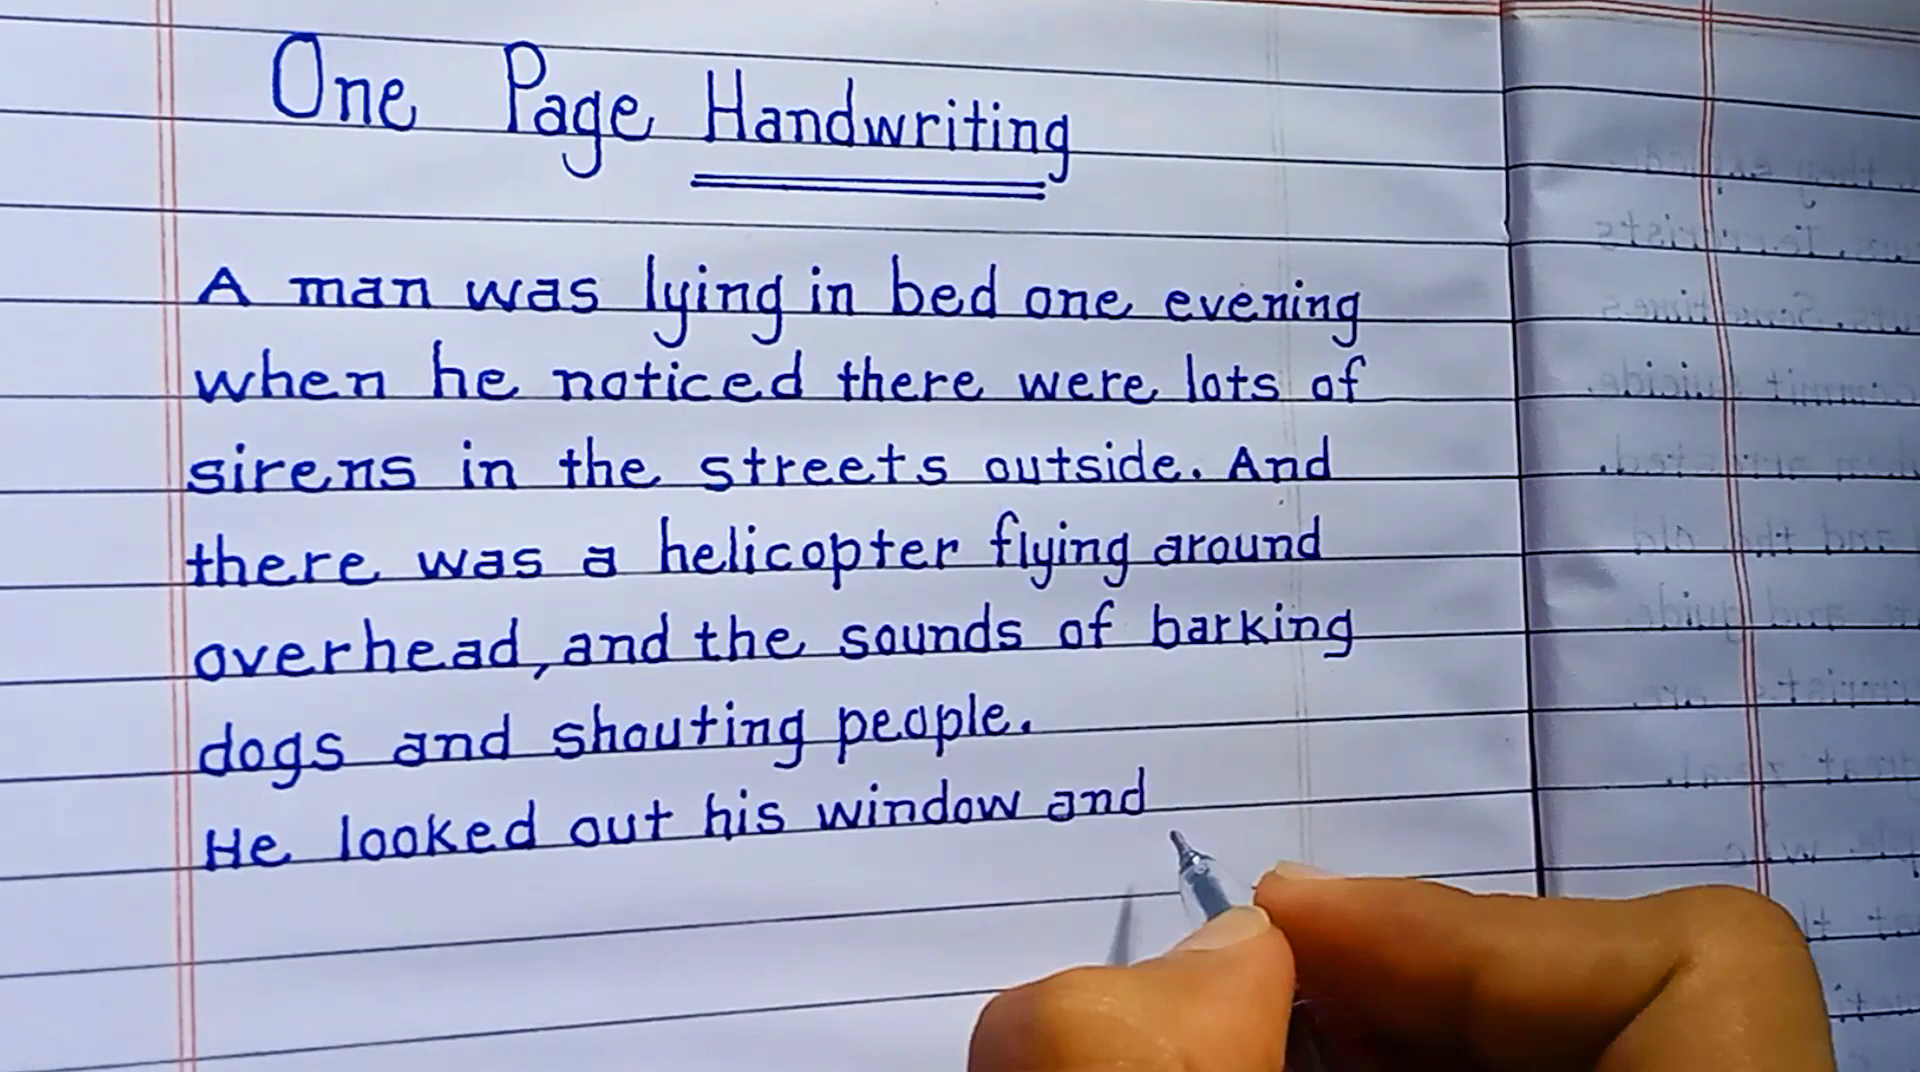 One Page Handwriting
A man was lying in bed one evening
when he noticed there were lots of
sirens in the streets outside. And
there was a helicopter flying around
overhead, and the sounds of barking
dogs and shouting people.
He looked out his window and